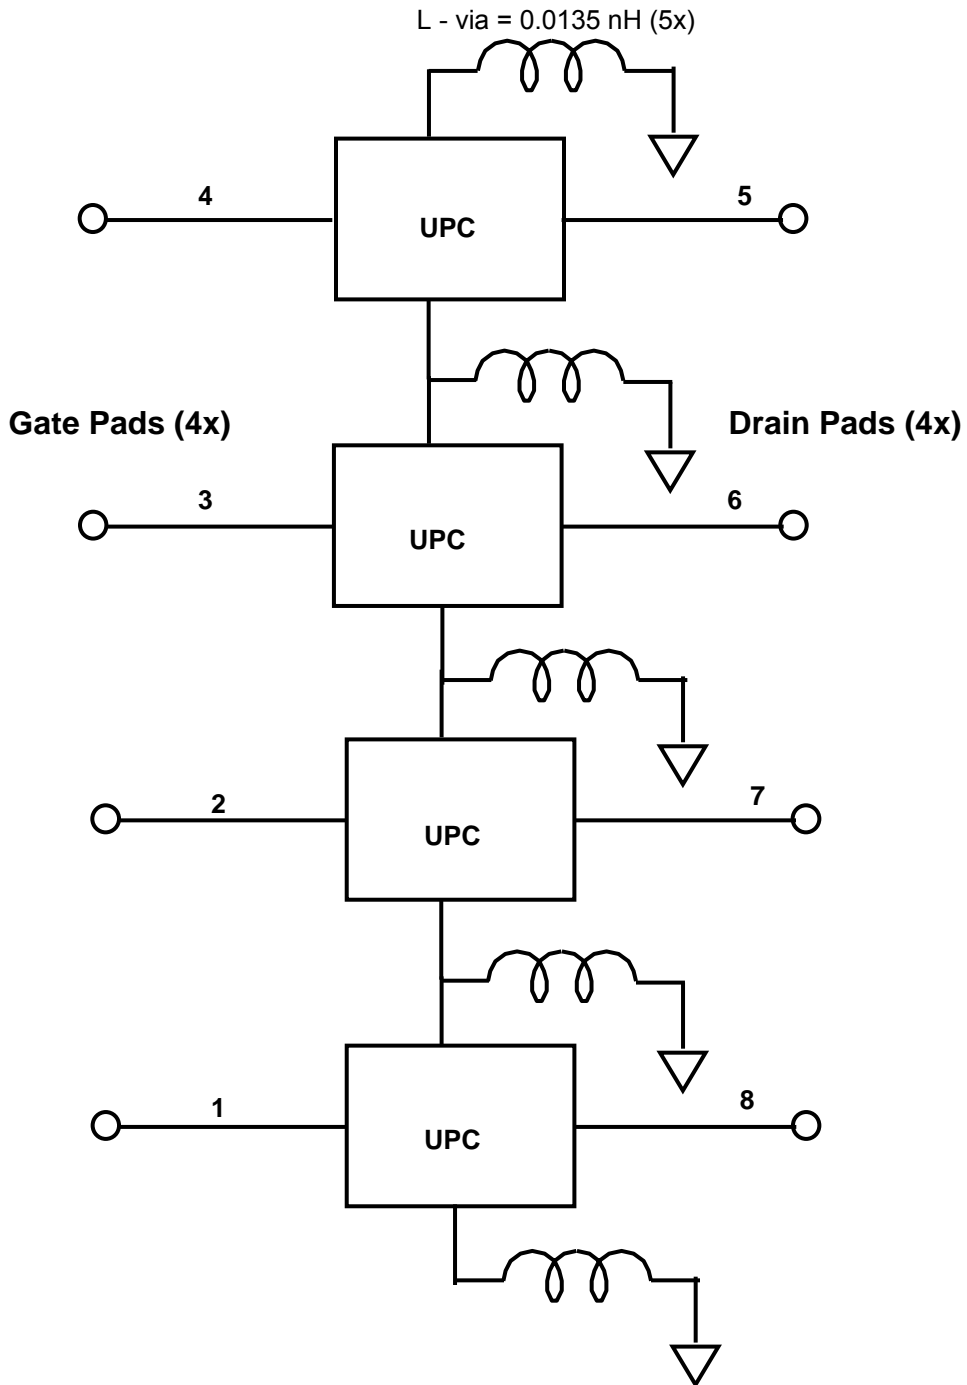 L - via = 0.0135 nH (5x)
4
5
UPC
Gate Pads (4x)
Drain Pads (4x)
3
6
UPC
2
7
UPC
1
8
UPC